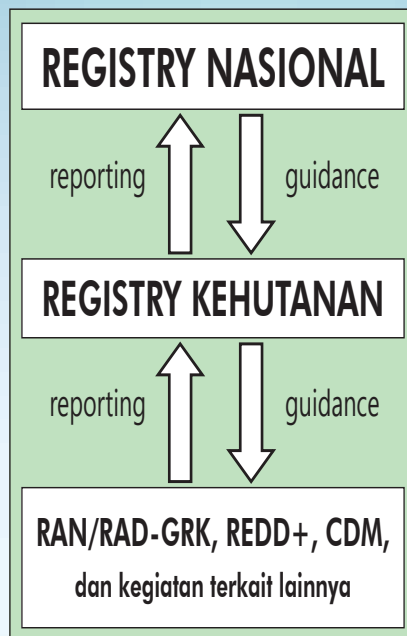 REGISTRY NASIONAL
reporting guidance
REGISTRY KEHUTANAN
reporting guidance
RAN/RAD-GRK, REDD+, CDM,
dan kegiatan terkait lainnya